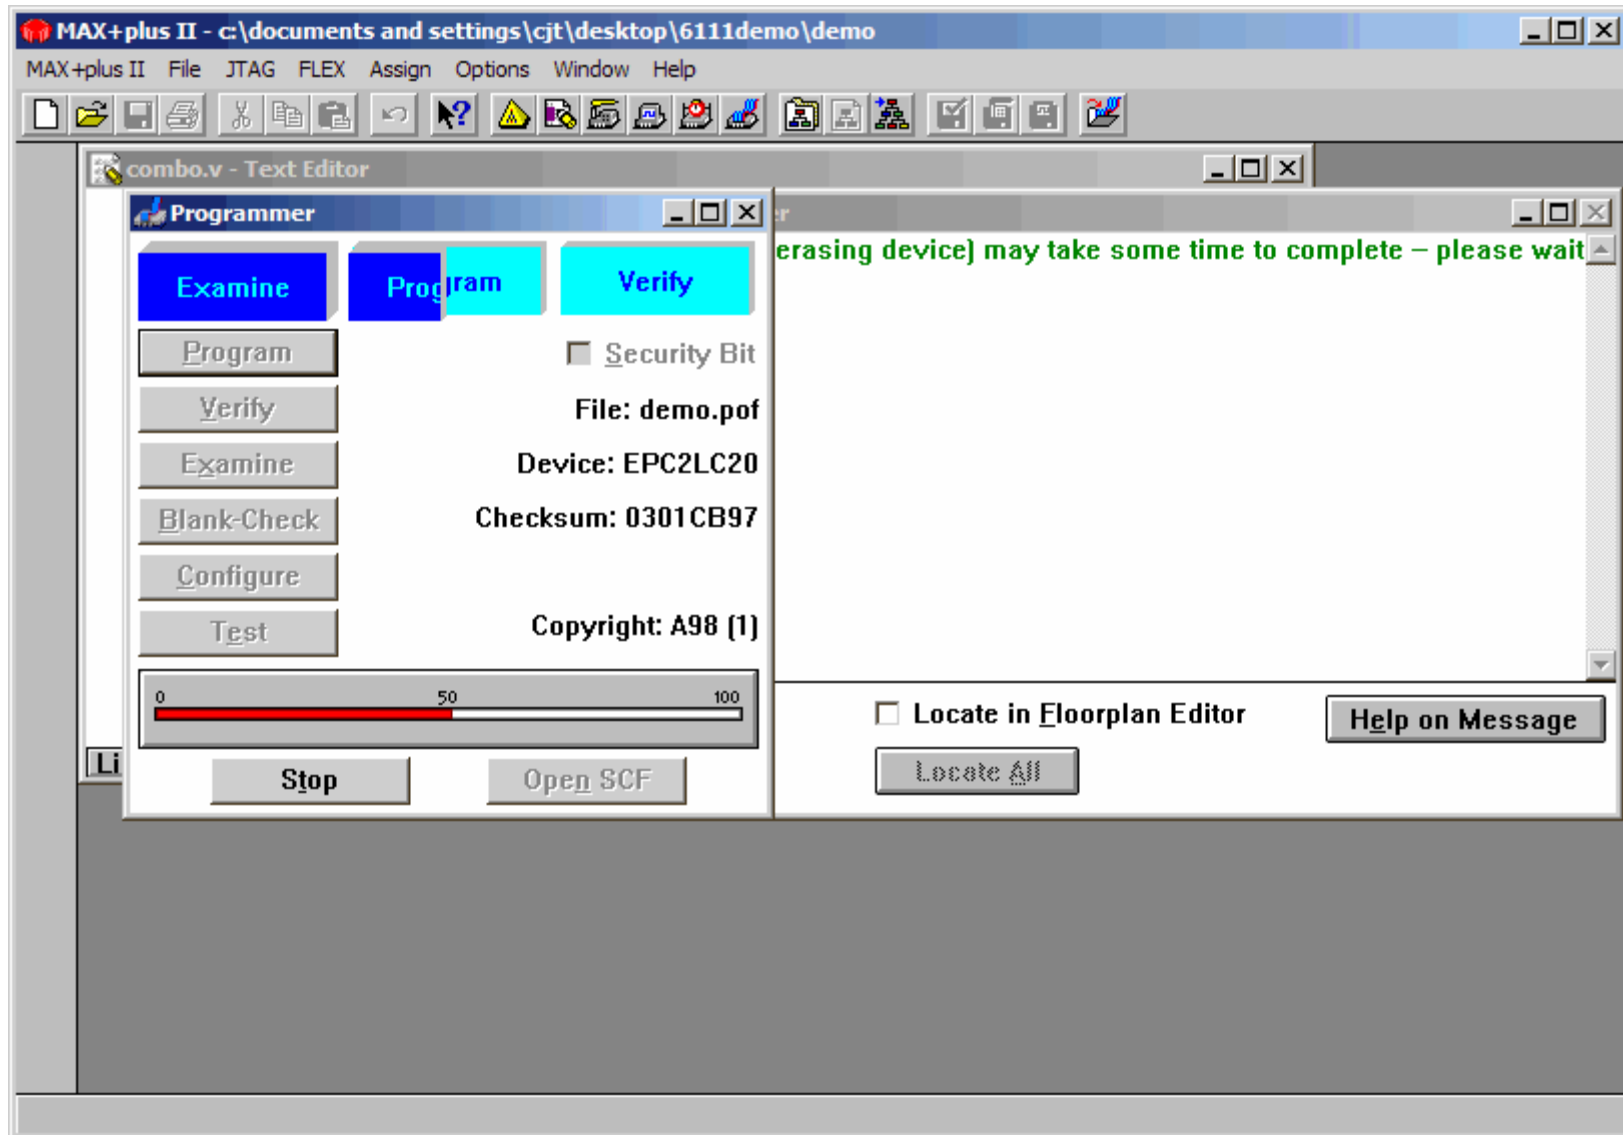 MAX+plus II - c:\documents and settings\cjt\desktop\6111demo\demo
MAX+plus II File JTAG FLEX Assign Options Window Help
combo.v - Text Editor
Programmer
erasing device) may take some time to complete – please wait
Examine Program Verify
Program
Security Bit
Verify
File: demo.pof
Examine
Device: EPC2LC20
Blank-Check
Checksum: 0301CB97
Configure
Test
Copyright: A98 (1)
0 50 100
Stop Open SCF
Li
Locate in Floorplan Editor
Help on Message
Locate All